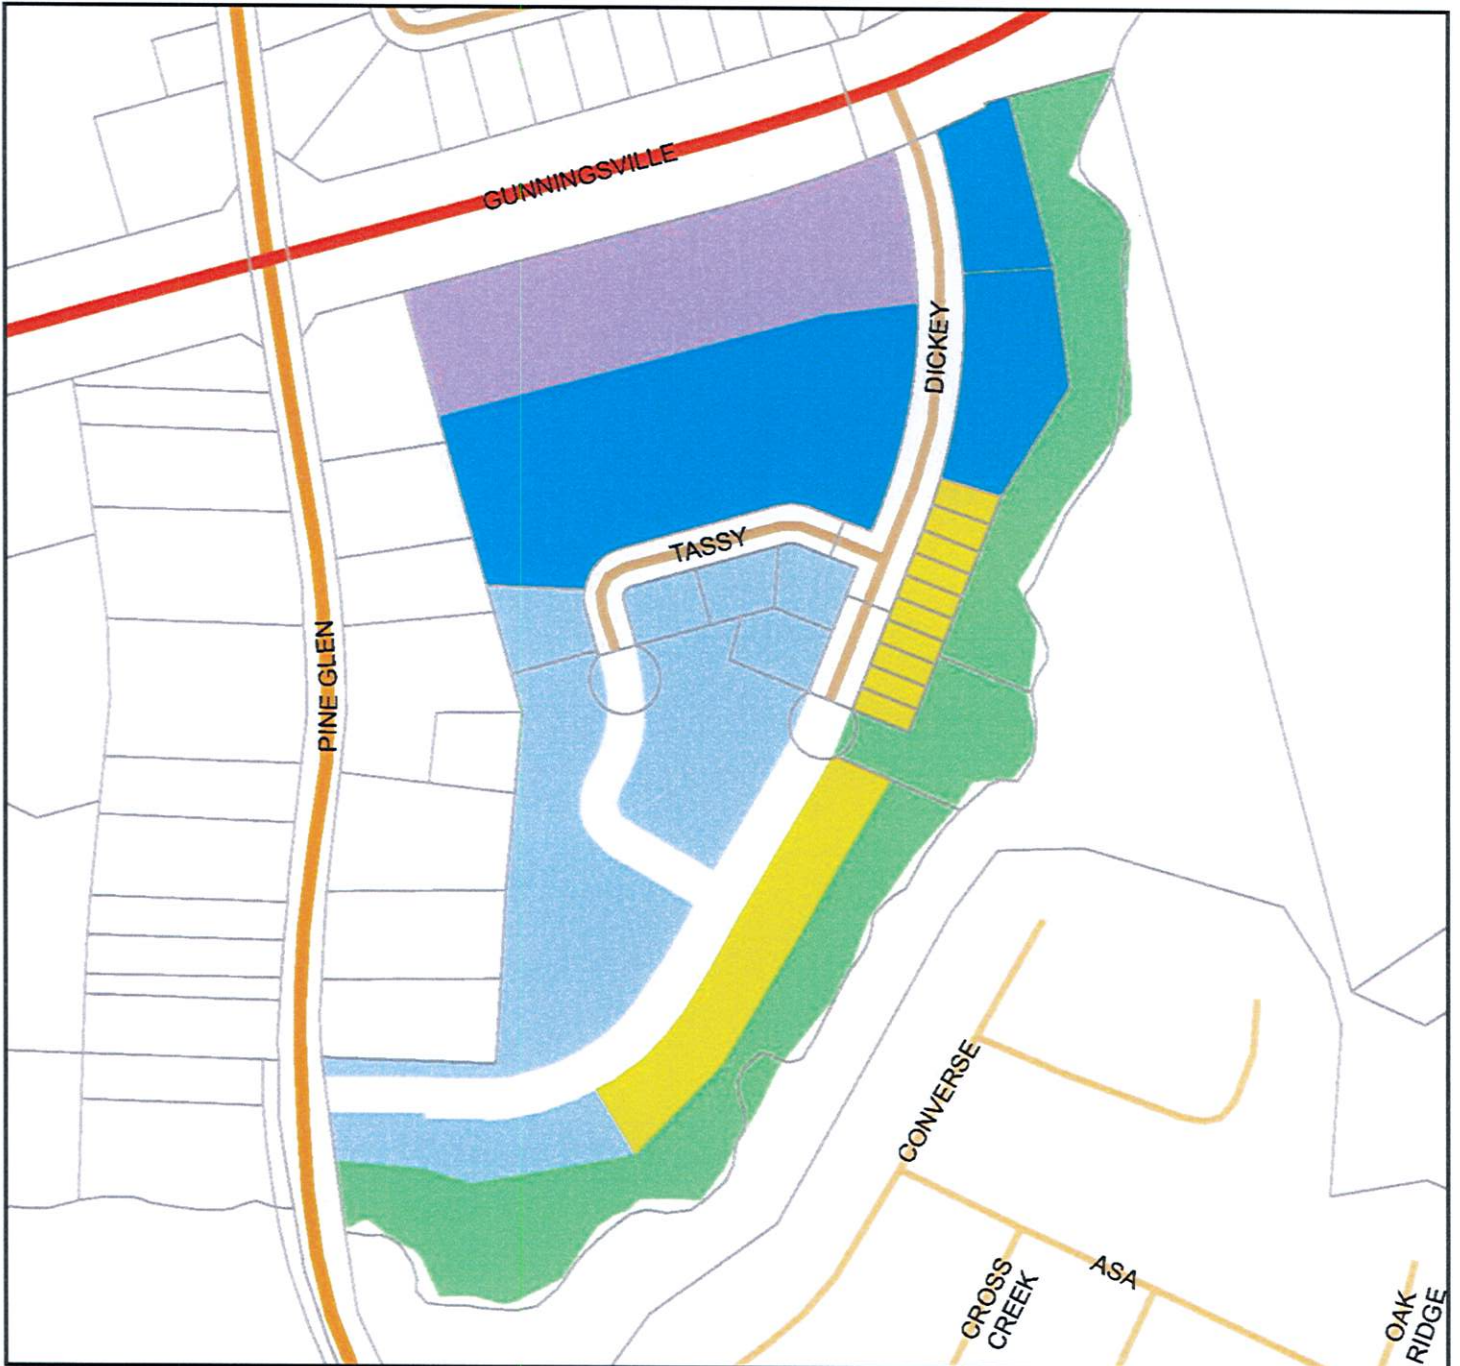 GUNNINGSVILLE
DICKEY
TASSY
PINE GLEN
CONVERSE
ASA
CROSS
CREEK
OAK
RIDGE